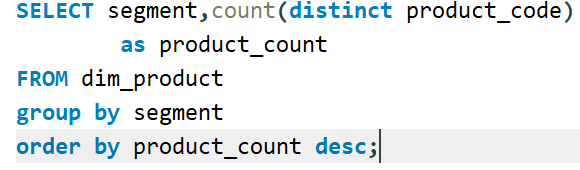 SELECT segment,count(distinct product_code)
as product_count
FROM dim_product
group by segment
order by product_count desc;